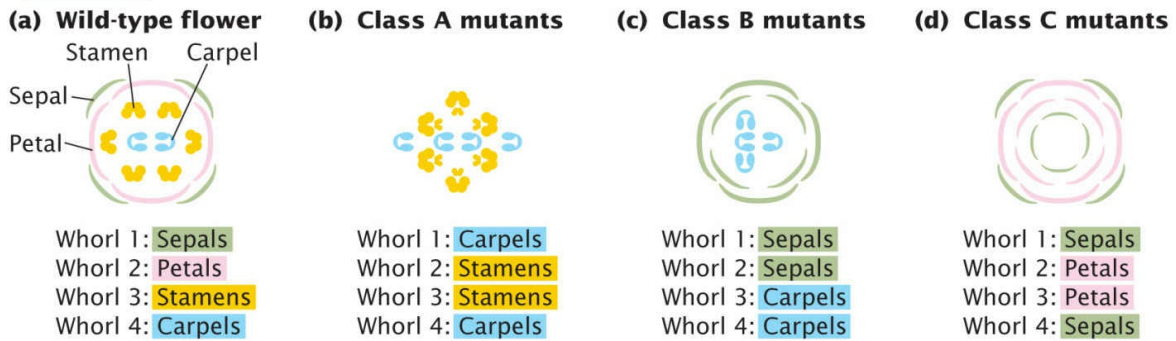 (a) Wild-type flower
Stamen Carpel
Sepal
Petal
Whorl 1: Sepals
Whorl 2: Petals
Whorl 3: Stamens
Whorl 4: Carpels
(b) Class A mutants
Whorl 1: Carpels
Whorl 2: Stamens
Whorl 3: Stamens
Whorl 4: Carpels
(c) Class B mutants
Whorl 1: Sepals
Whorl 2: Sepals
Whorl 3: Carpels
Whorl 4: Carpels
(d) Class C mutants
Whorl 1: Sepals
Whorl 2: Petals
Whorl 3: Petals
Whorl 4: Sepals